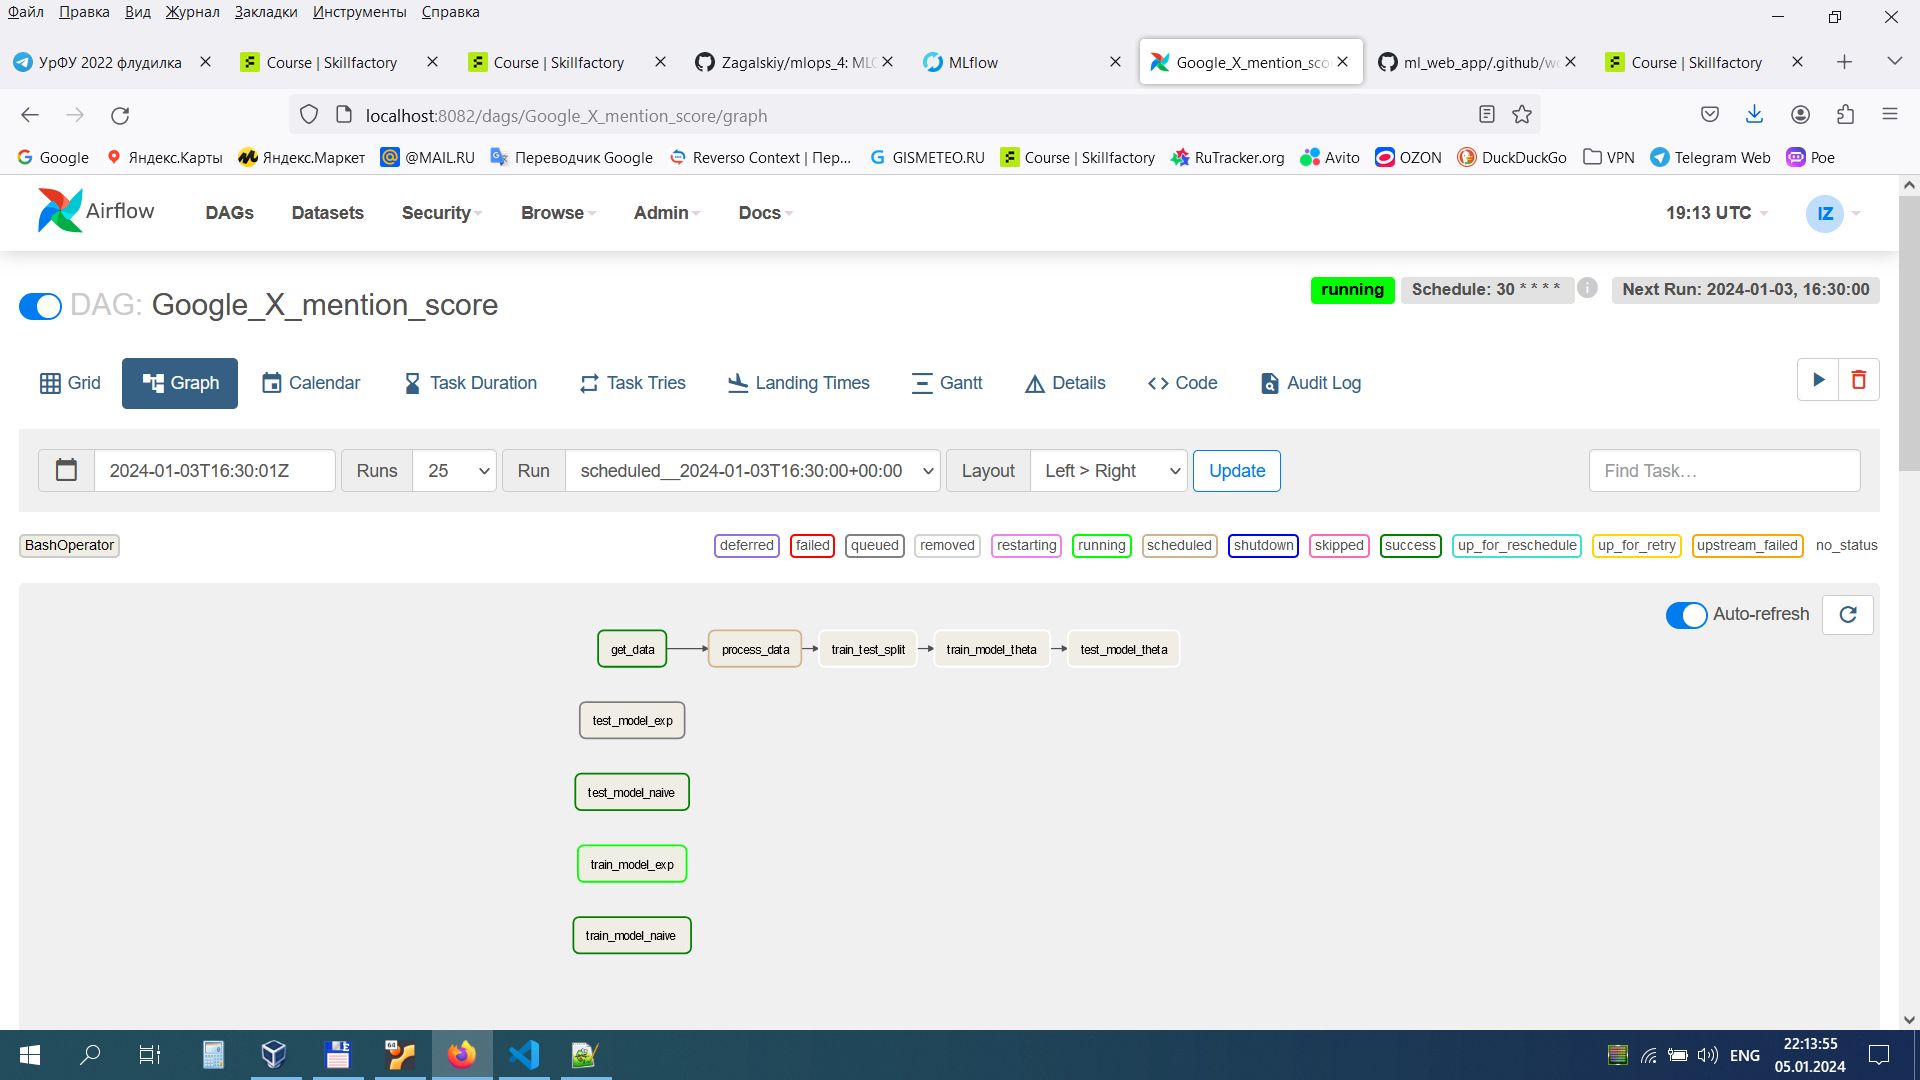 Файл Правка Вид Журнал Закладки Инструменты Справка
УрФУ 2022 флудилка Course | Skillfactory Course | Skillfactory Zagalskiy/mlops_4: MLO MLflow Google_X_mention_sco ml_web_app/.github/wo Course | Skillfactory
localhost:8082/dags/Google_X_mention_score/graph
Google Яндекс.Карты Яндекс.Маркет @MAIL.RU Переводчик Google Reverso Context | Пер... GISMETEO.RU Course | Skillfactory RuTracker.org Avito OZON DuckDuckGo VPN Telegram Web Poe
Airflow DAGs Datasets Security Browse Admin Docs 19:13 UTC IZ
DAG: Google_X_mention_score running Schedule: 30 * * * * i Next Run: 2024-01-03, 16:30:00
Grid Graph Calendar Task Duration Task Tries Landing Times Gantt Details Code Audit Log
2024-01-03T16:30:01Z Runs 25 Run scheduled__2024-01-03T16:30:00+00:00 Layout Left > Right Update Find Task…
BashOperator deferred failed queued removed restarting running scheduled shutdown skipped success up_for_reschedule up_for_retry upstream_failed no_status
Auto-refresh
get_data process_data train_test_split train_model_theta test_model_theta
test_model_exp
test_model_naive
train_model_exp
train_model_naive
64
ENG
22:13:55
05.01.2024